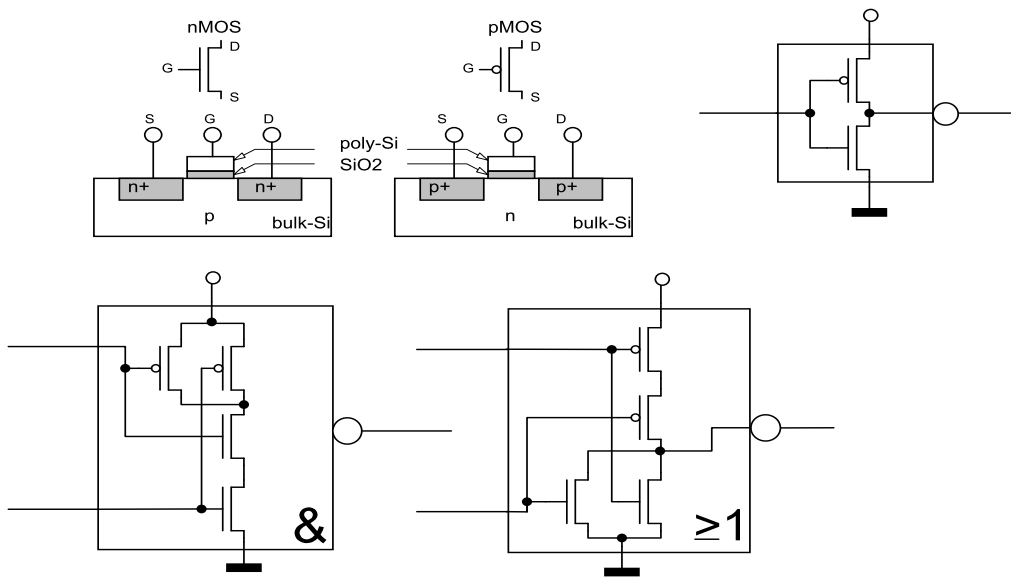 nMOS
D
G
S
pMOS
D
G
S
S
G
D
poly-Si
SiO2
S
G
D
n+
n+
p
bulk-Si
p+
p+
n
bulk-Si
&
≥1